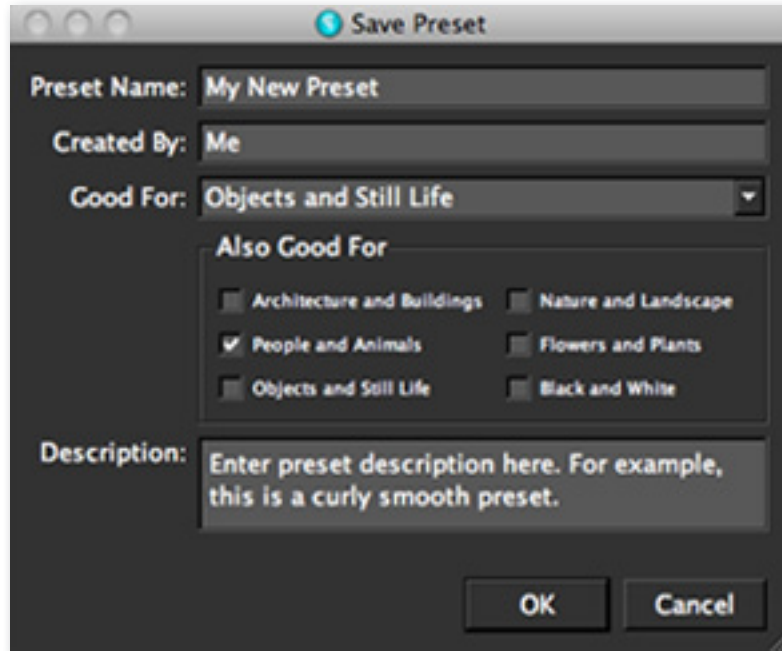 Save Preset
Preset Name: My New Preset
Created By: Me
Good For: Objects and Still Life
Also Good For
Architecture and Buildings Nature and Landscape
People and Animals Flowers and Plants
Objects and Still Life Black and White
Description: Enter preset description here. For example,
this is a curly smooth preset.
OK Cancel